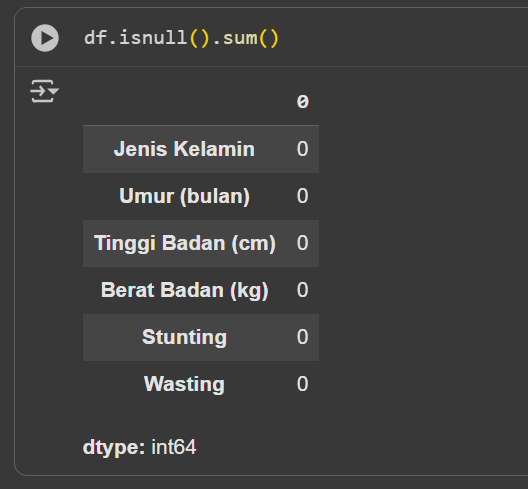 df.isnull().sum()
0
Jenis Kelamin 0
Umur (bulan) 0
Tinggi Badan (cm) 0
Berat Badan (kg) 0
Stunting 0
Wasting 0
dtype: int64